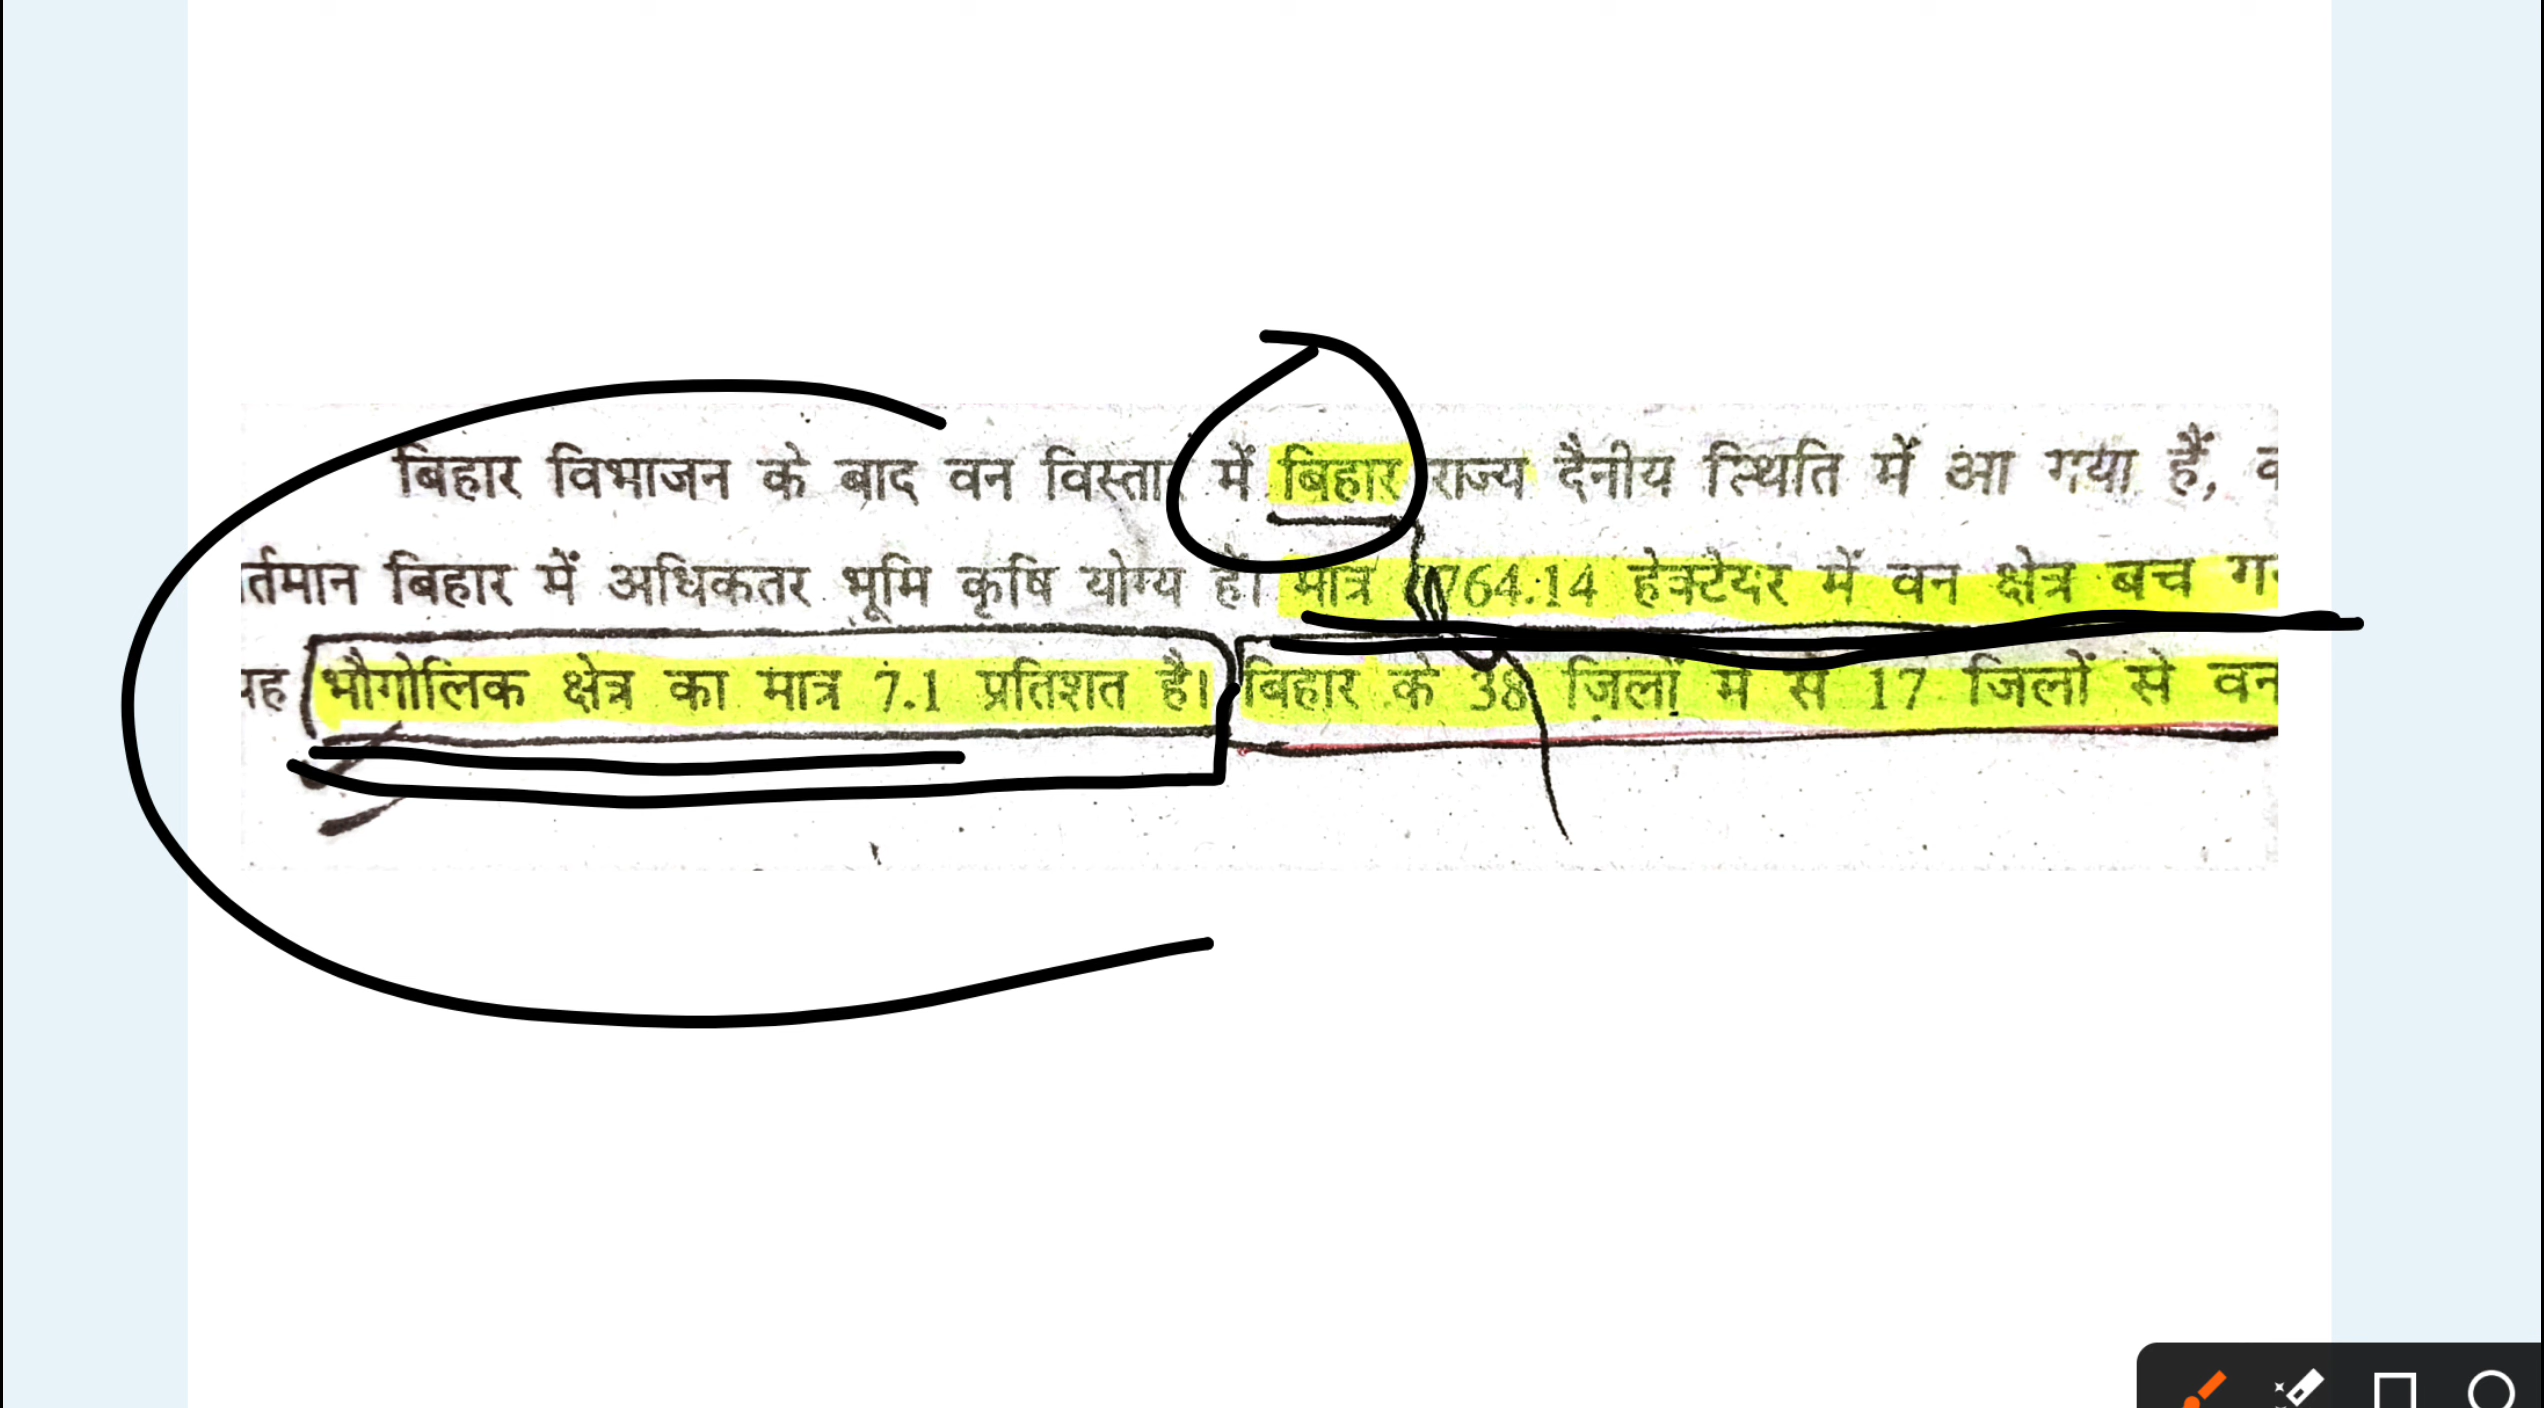 बिहार विभाजन के बाद वन विस्तार में बिहार राज्य दैनीय स्थिति में आ गया हैं, व
र्तमान बिहार में अधिकतर भूमि कृषि योग्य है। मात्र 764.14 हेक्टेयर में वन क्षेत्र बच ग
यह भौगोलिक क्षेत्र का मात्र 7.1 प्रतिशत है। बिहार के 38 जिलों में से 17 जिलों से वन